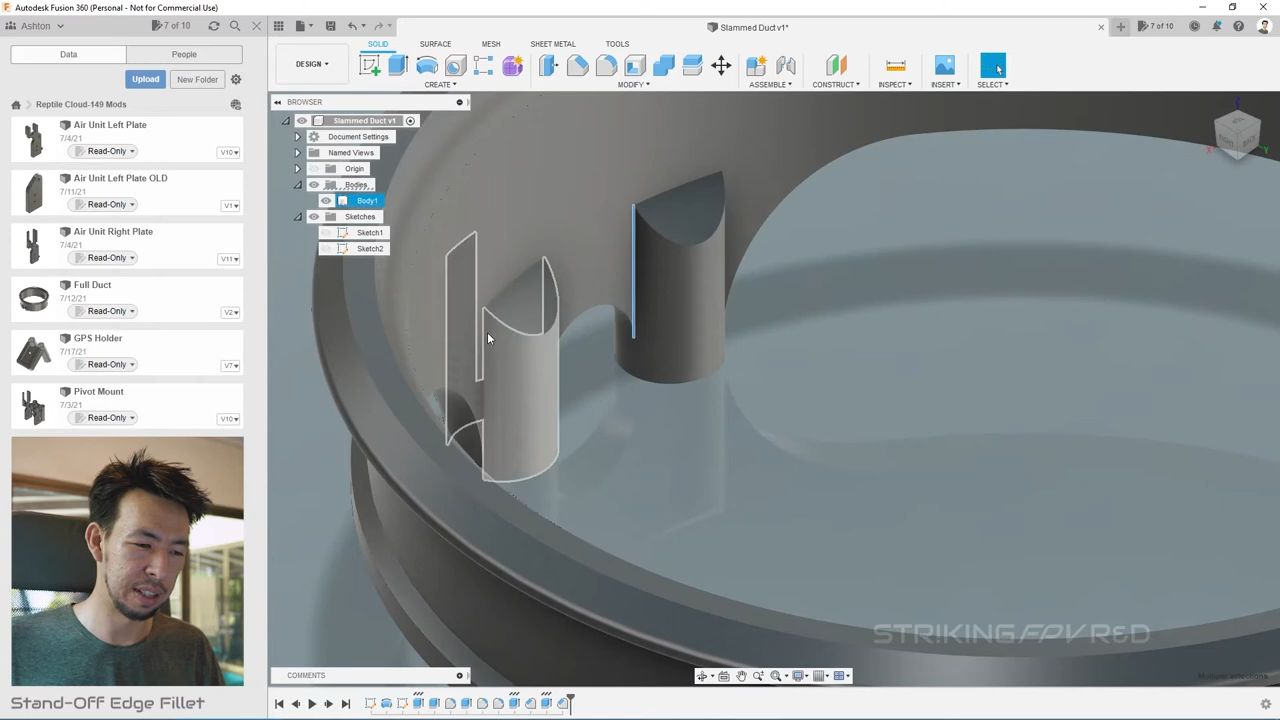 Autodesk Fusion 360 (Personal - Not for Commercial Use)
Ashton
7 of 10
Slammed Duct v1*
7 of 10
Data
People
SOLID
SURFACE
MESH
SHEET METAL
TOOLS
DESIGN
Upload
New Folder
CREATE
MODIFY
ASSEMBLE
CONSTRUCT
INSPECT
INSERT
SELECT
Reptile Cloud-149 Mods
BROWSER
Slammed Duct v1
Document Settings
Named Views
Origin
Bodies
Body1
Sketches
Sketch1
Sketch2
Air Unit Left Plate
7/4/21
Read-Only
V10
Air Unit Left Plate OLD
7/11/21
Read-Only
V1
Air Unit Right Plate
7/4/21
Read-Only
V11
Full Duct
7/12/21
Read-Only
V2
GPS Holder
7/17/21
Read-Only
V7
Pivot Mount
7/3/21
Read-Only
V10
STRIKING FPV R&D
Multiple selections
COMMENTS
Stand-Off Edge Fillet